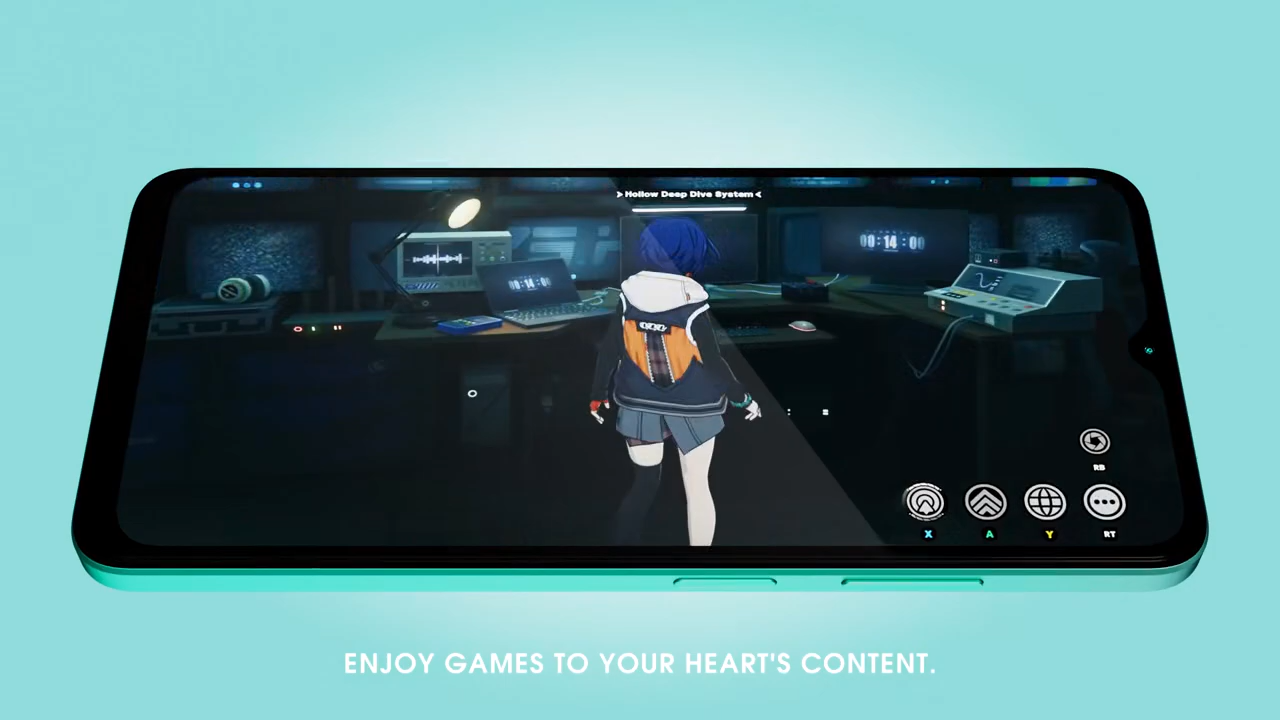 > Hollow Deep Dive System <
00:14:00
00:14:00
RB
X
A
Y
RT
ENJOY GAMES TO YOUR HEART'S CONTENT.